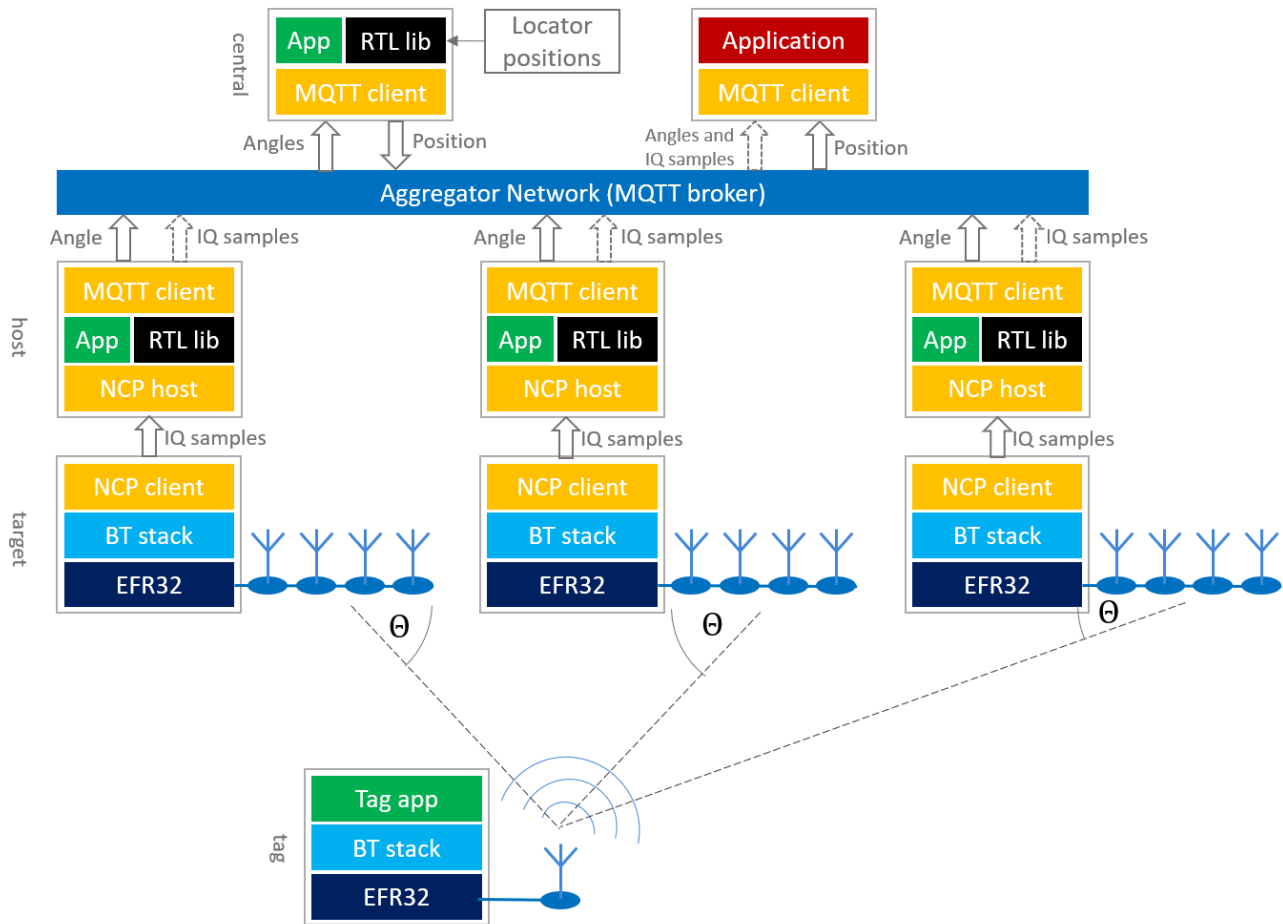 central
App
RTL lib
MQTT client
Locator
positions
Application
MQTT client
Angles
Position
Angles and
IQ samples
Position
Aggregator Network (MQTT broker)
Angle
IQ samples
Angle
IQ samples
Angle
IQ samples
host
MQTT client
App
RTL lib
NCP host
MQTT client
App
RTL lib
NCP host
MQTT client
App
RTL lib
NCP host
IQ samples
IQ samples
IQ samples
target
NCP client
BT stack
EFR32
NCP client
BT stack
EFR32
NCP client
BT stack
EFR32
Θ
Θ
Θ
tag
Tag app
BT stack
EFR32